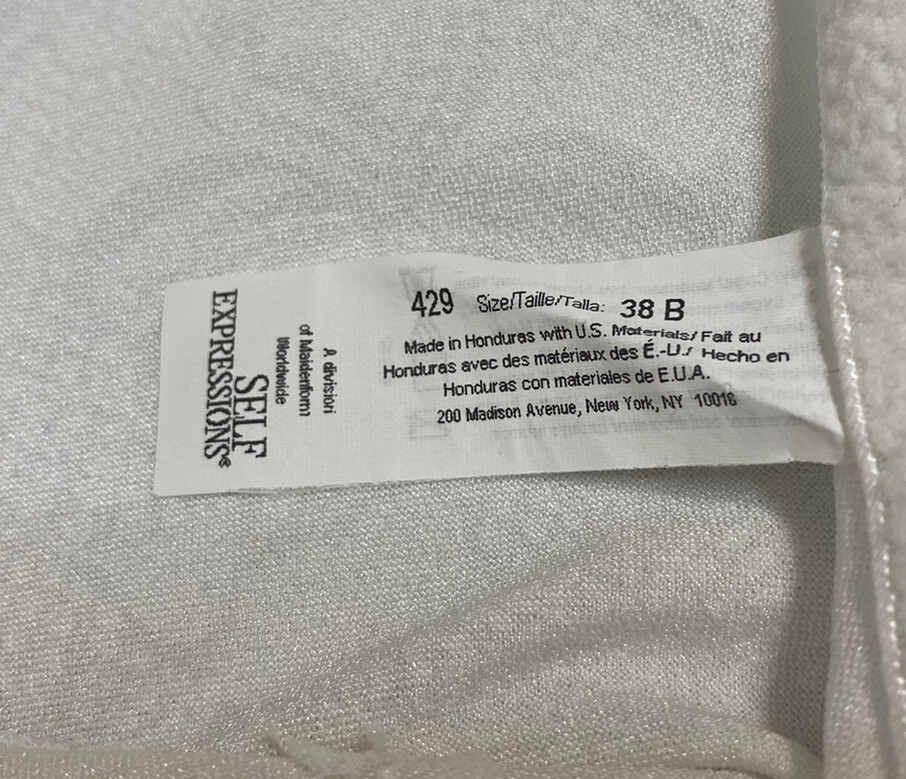 429 Size/Taille/Talla: 38 B
Made in Honduras with U.S. Materials/ Fait au
Honduras avec des matériaux des É.-U./ Hecho en
Honduras con materiales de E.U.A.
200 Madison Avenue, New York, NY 10016
SELF
EXPRESSIONS®
A division
of Maidenform
Worldwide